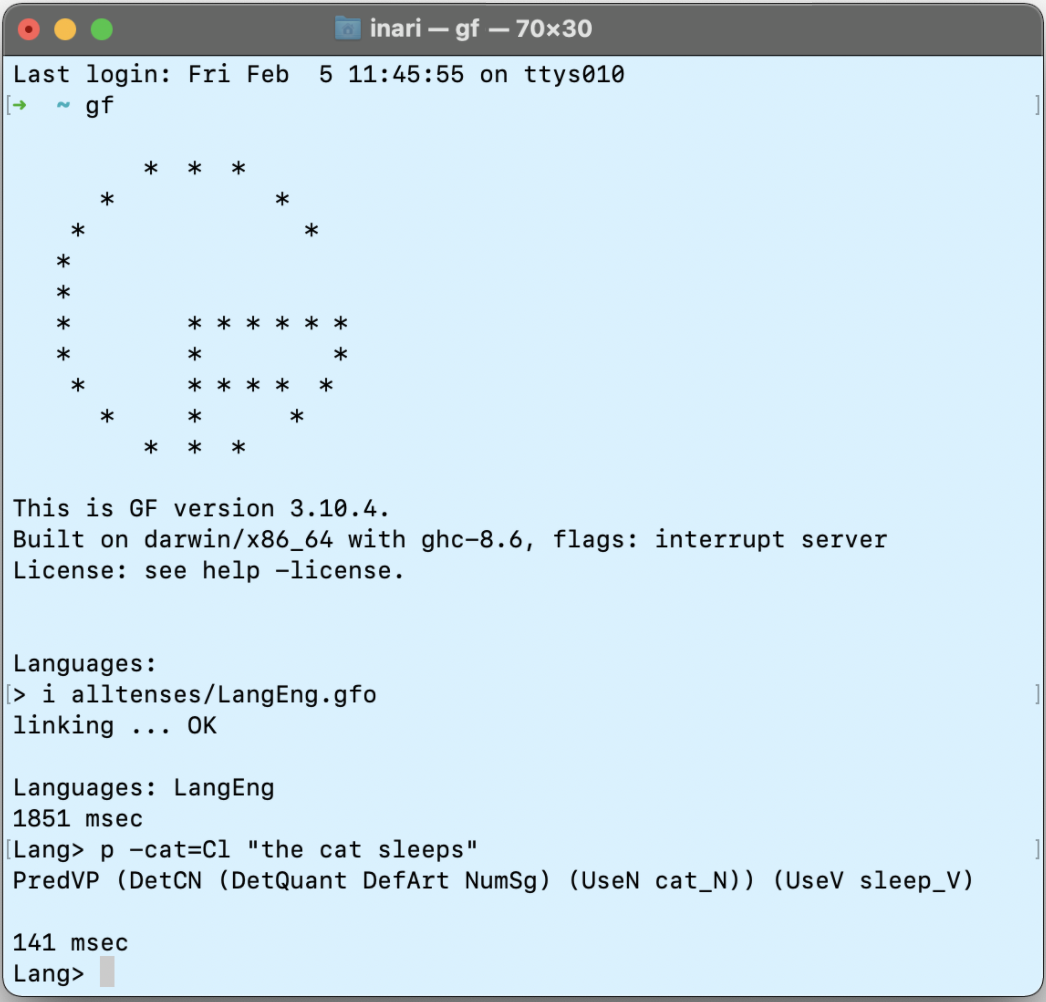 inari — gf — 70×30
Last login: Fri Feb  5 11:45:55 on ttys010
[➜  ~ gf ]
         *  *  *
      *           *
    *               *
   *
   *
   *        * * * * * *
   *        *         *
    *       * * * *  *
      *     *      *
         *  *  *
This is GF version 3.10.4.
Built on darwin/x86_64 with ghc-8.6, flags: interrupt server
License: see help -license.
Languages:
[> i alltenses/LangEng.gfo ]
linking ... OK
Languages: LangEng
1851 msec
[Lang> p -cat=Cl "the cat sleeps" ]
PredVP (DetCN (DetQuant DefArt NumSg) (UseN cat_N)) (UseV sleep_V)
141 msec
Lang>